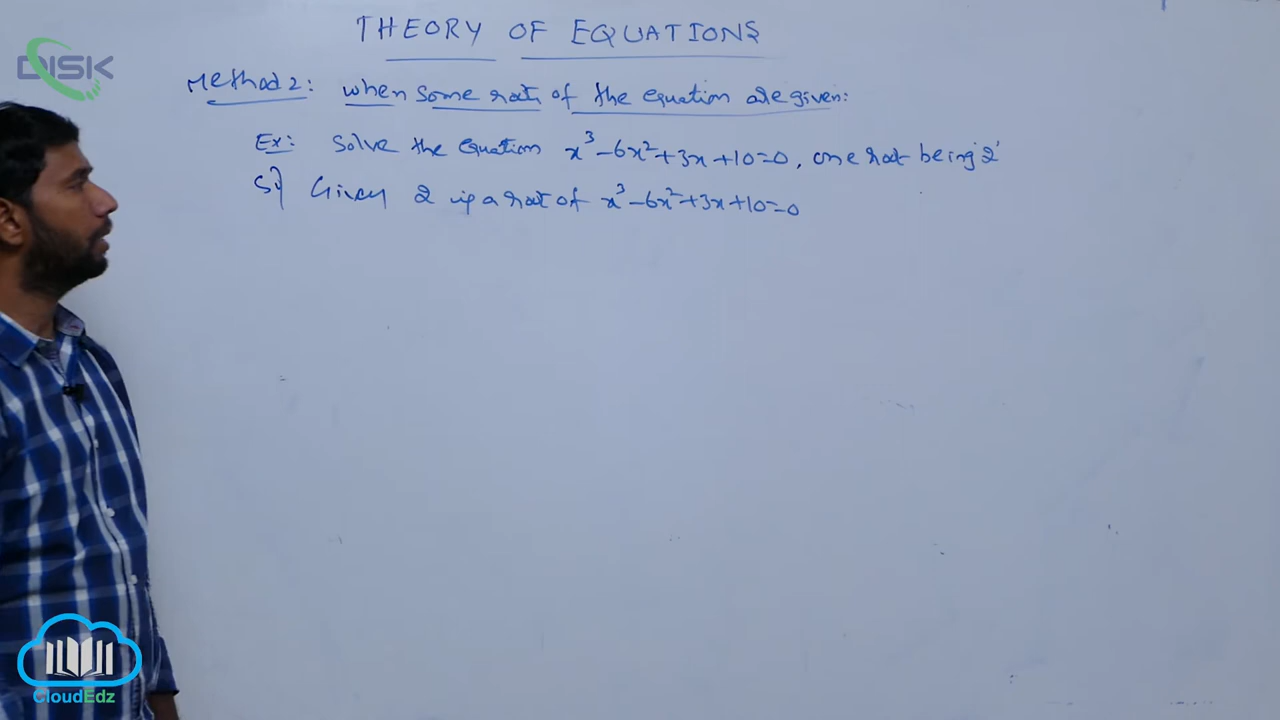 DISK
THEORY OF EQUATIONS
Method 2: when some roots of the equation are given:
Ex: Solve the equation x³-6x²+3x+10=0, one root being '2'
Sol Given 2 is a root of x³-6x²+3x+10=0
CloudEdz